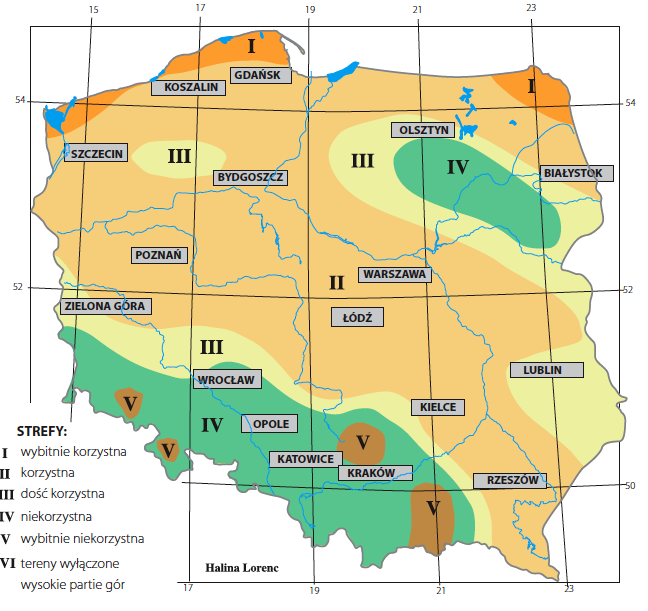 15 17 19 21 23
I
GDAŃSK
KOSZALIN
I
54 54
OLSZTYN
SZCZECIN
III
III
IV
BYDGOSZCZ
BIAŁYSTOK
POZNAŃ
WARSZAWA
II
52 52
ZIELONA GÓRA
ŁÓDŹ
III
LUBLIN
WROCŁAW
V
KIELCE
IV
OPOLE
V
V
KATOWICE
KRAKÓW
RZESZÓW
50
V
STREFY:
I wybitnie korzystna
II korzystna
III dość korzystna
IV niekorzystna
V wybitnie niekorzystna
VI tereny wyłączone
wysokie partie gór
Halina Lorenc
17 19 21 23